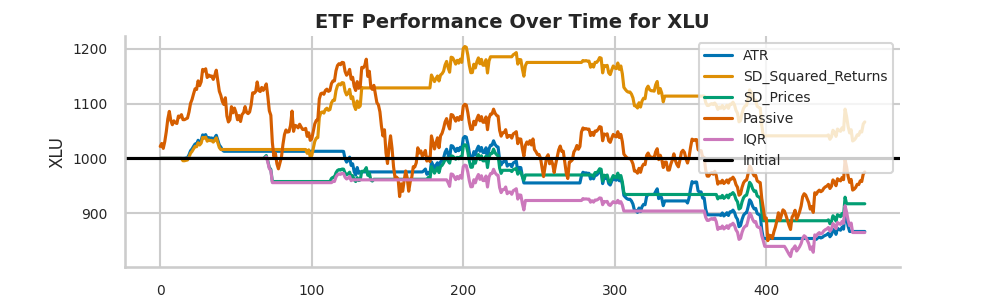 ETF Performance Over Time for XLU
XLU
1200
1100
1000
900
0
100
200
300
400
ATR
SD_Squared_Returns
SD_Prices
Passive
IQR
Initial